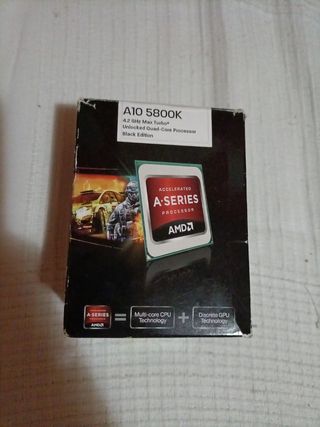 A10 5800K
4.2 GHz Max Turbo*
Unlocked Quad-Core Processor
Black Edition
ACCELERATED
A-SERIES
PROCESSOR
AMD
A-SERIES
AMD
=
Multi-core CPU
Technology
+
Discrete GPU
Technology